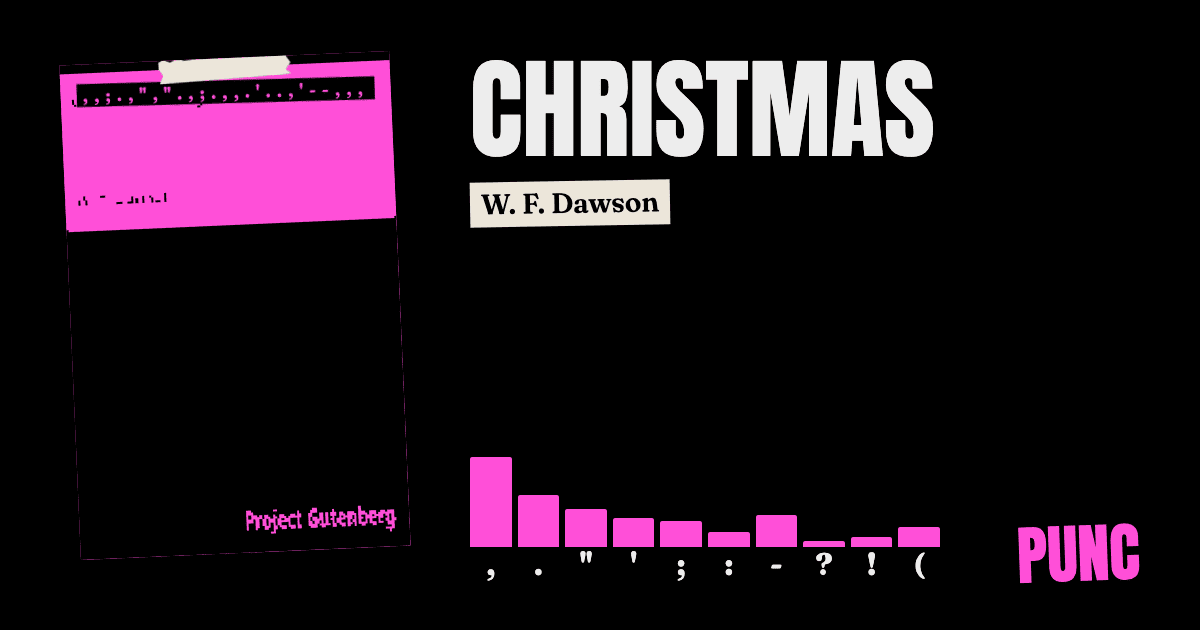 ,,;.,",".,;.,,.'..,'--,,,
Project Gutenberg
CHRISTMAS
W. F. Dawson
, . " ' ; : - ? ! (
PUNC